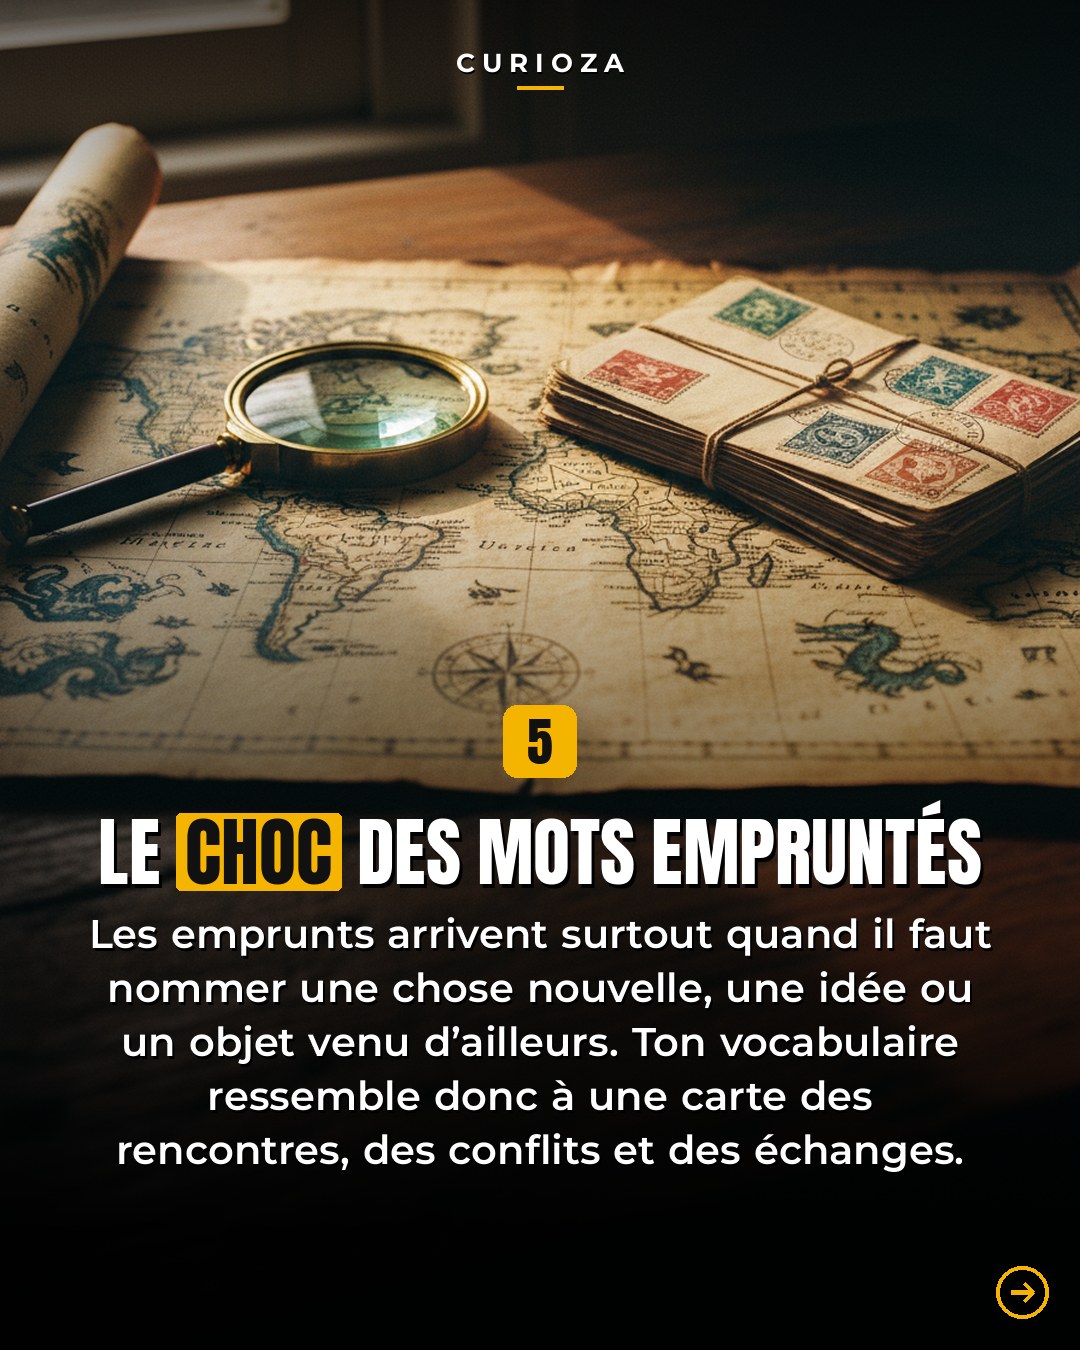 CURIOZA
5
LE CHOC DES MOTS EMPRUNTÉS
Les emprunts arrivent surtout quand il faut
nommer une chose nouvelle, une idée ou
un objet venu d’ailleurs. Ton vocabulaire
ressemble donc à une carte des
rencontres, des conflits et des échanges.